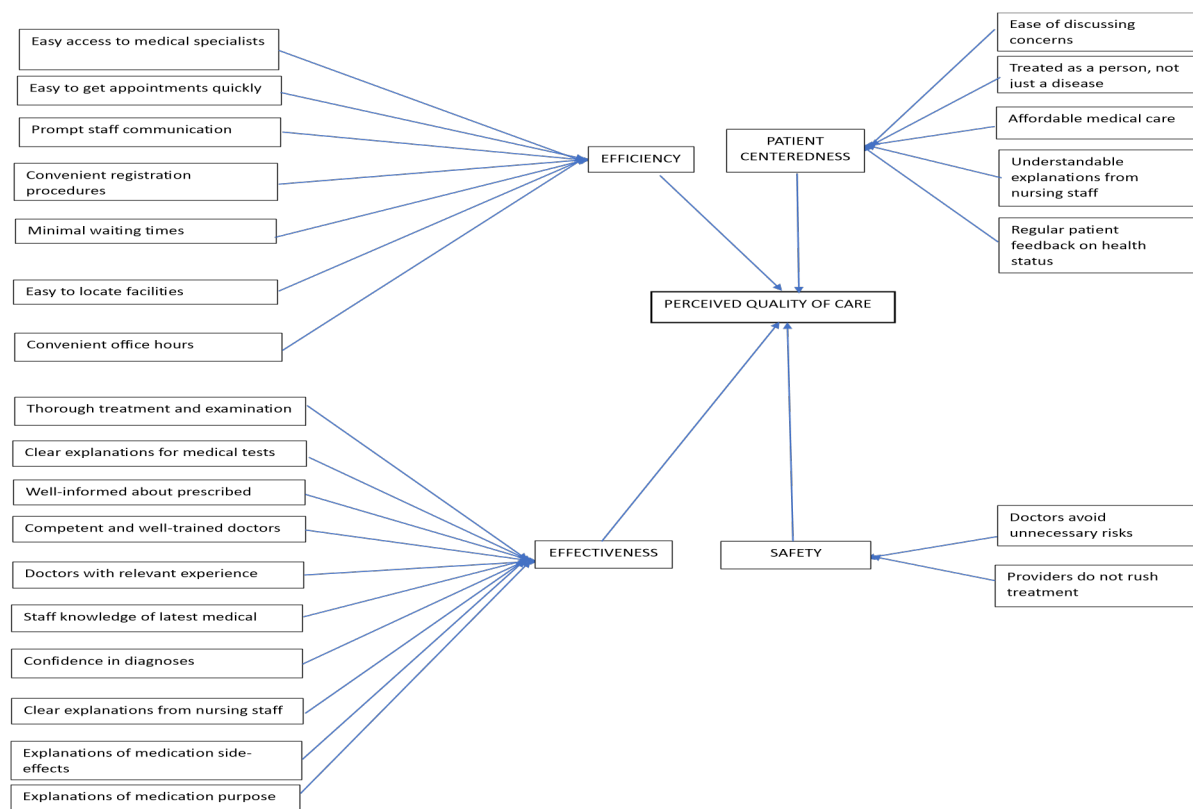 Easy access to medical specialists
Easy to get appointments quickly
Prompt staff communication
Convenient registration
procedures
Minimal waiting times
Easy to locate facilities
Convenient office hours
EFFICIENCY
PATIENT
CENTEREDNESS
Ease of discussing
concerns
Treated as a person, not
just a disease
Affordable medical care
Understandable
explanations from
nursing staff
Regular patient
feedback on health
status
PERCEIVED QUALITY OF CARE
Thorough treatment and examination
Clear explanations for medical tests
Well-informed about prescribed
Competent and well-trained doctors
Doctors with relevant experience
Staff knowledge of latest medical
Confidence in diagnoses
Clear explanations from nursing staff
Explanations of medication side-
effects
Explanations of medication purpose
EFFECTIVENESS
SAFETY
Doctors avoid
unnecessary risks
Providers do not rush
treatment